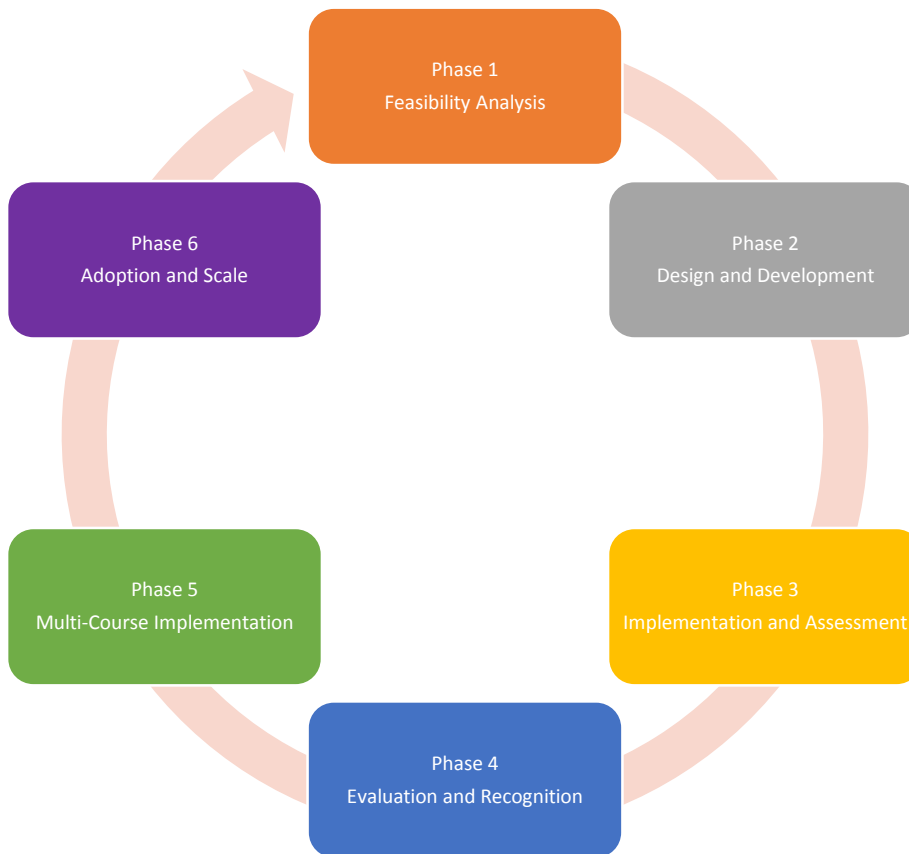 Phase 1
Feasibility Analysis
Phase 2
Design and Development
Phase 3
Implementation and Assessment
Phase 4
Evaluation and Recognition
Phase 5
Multi-Course Implementation
Phase 6
Adoption and Scale